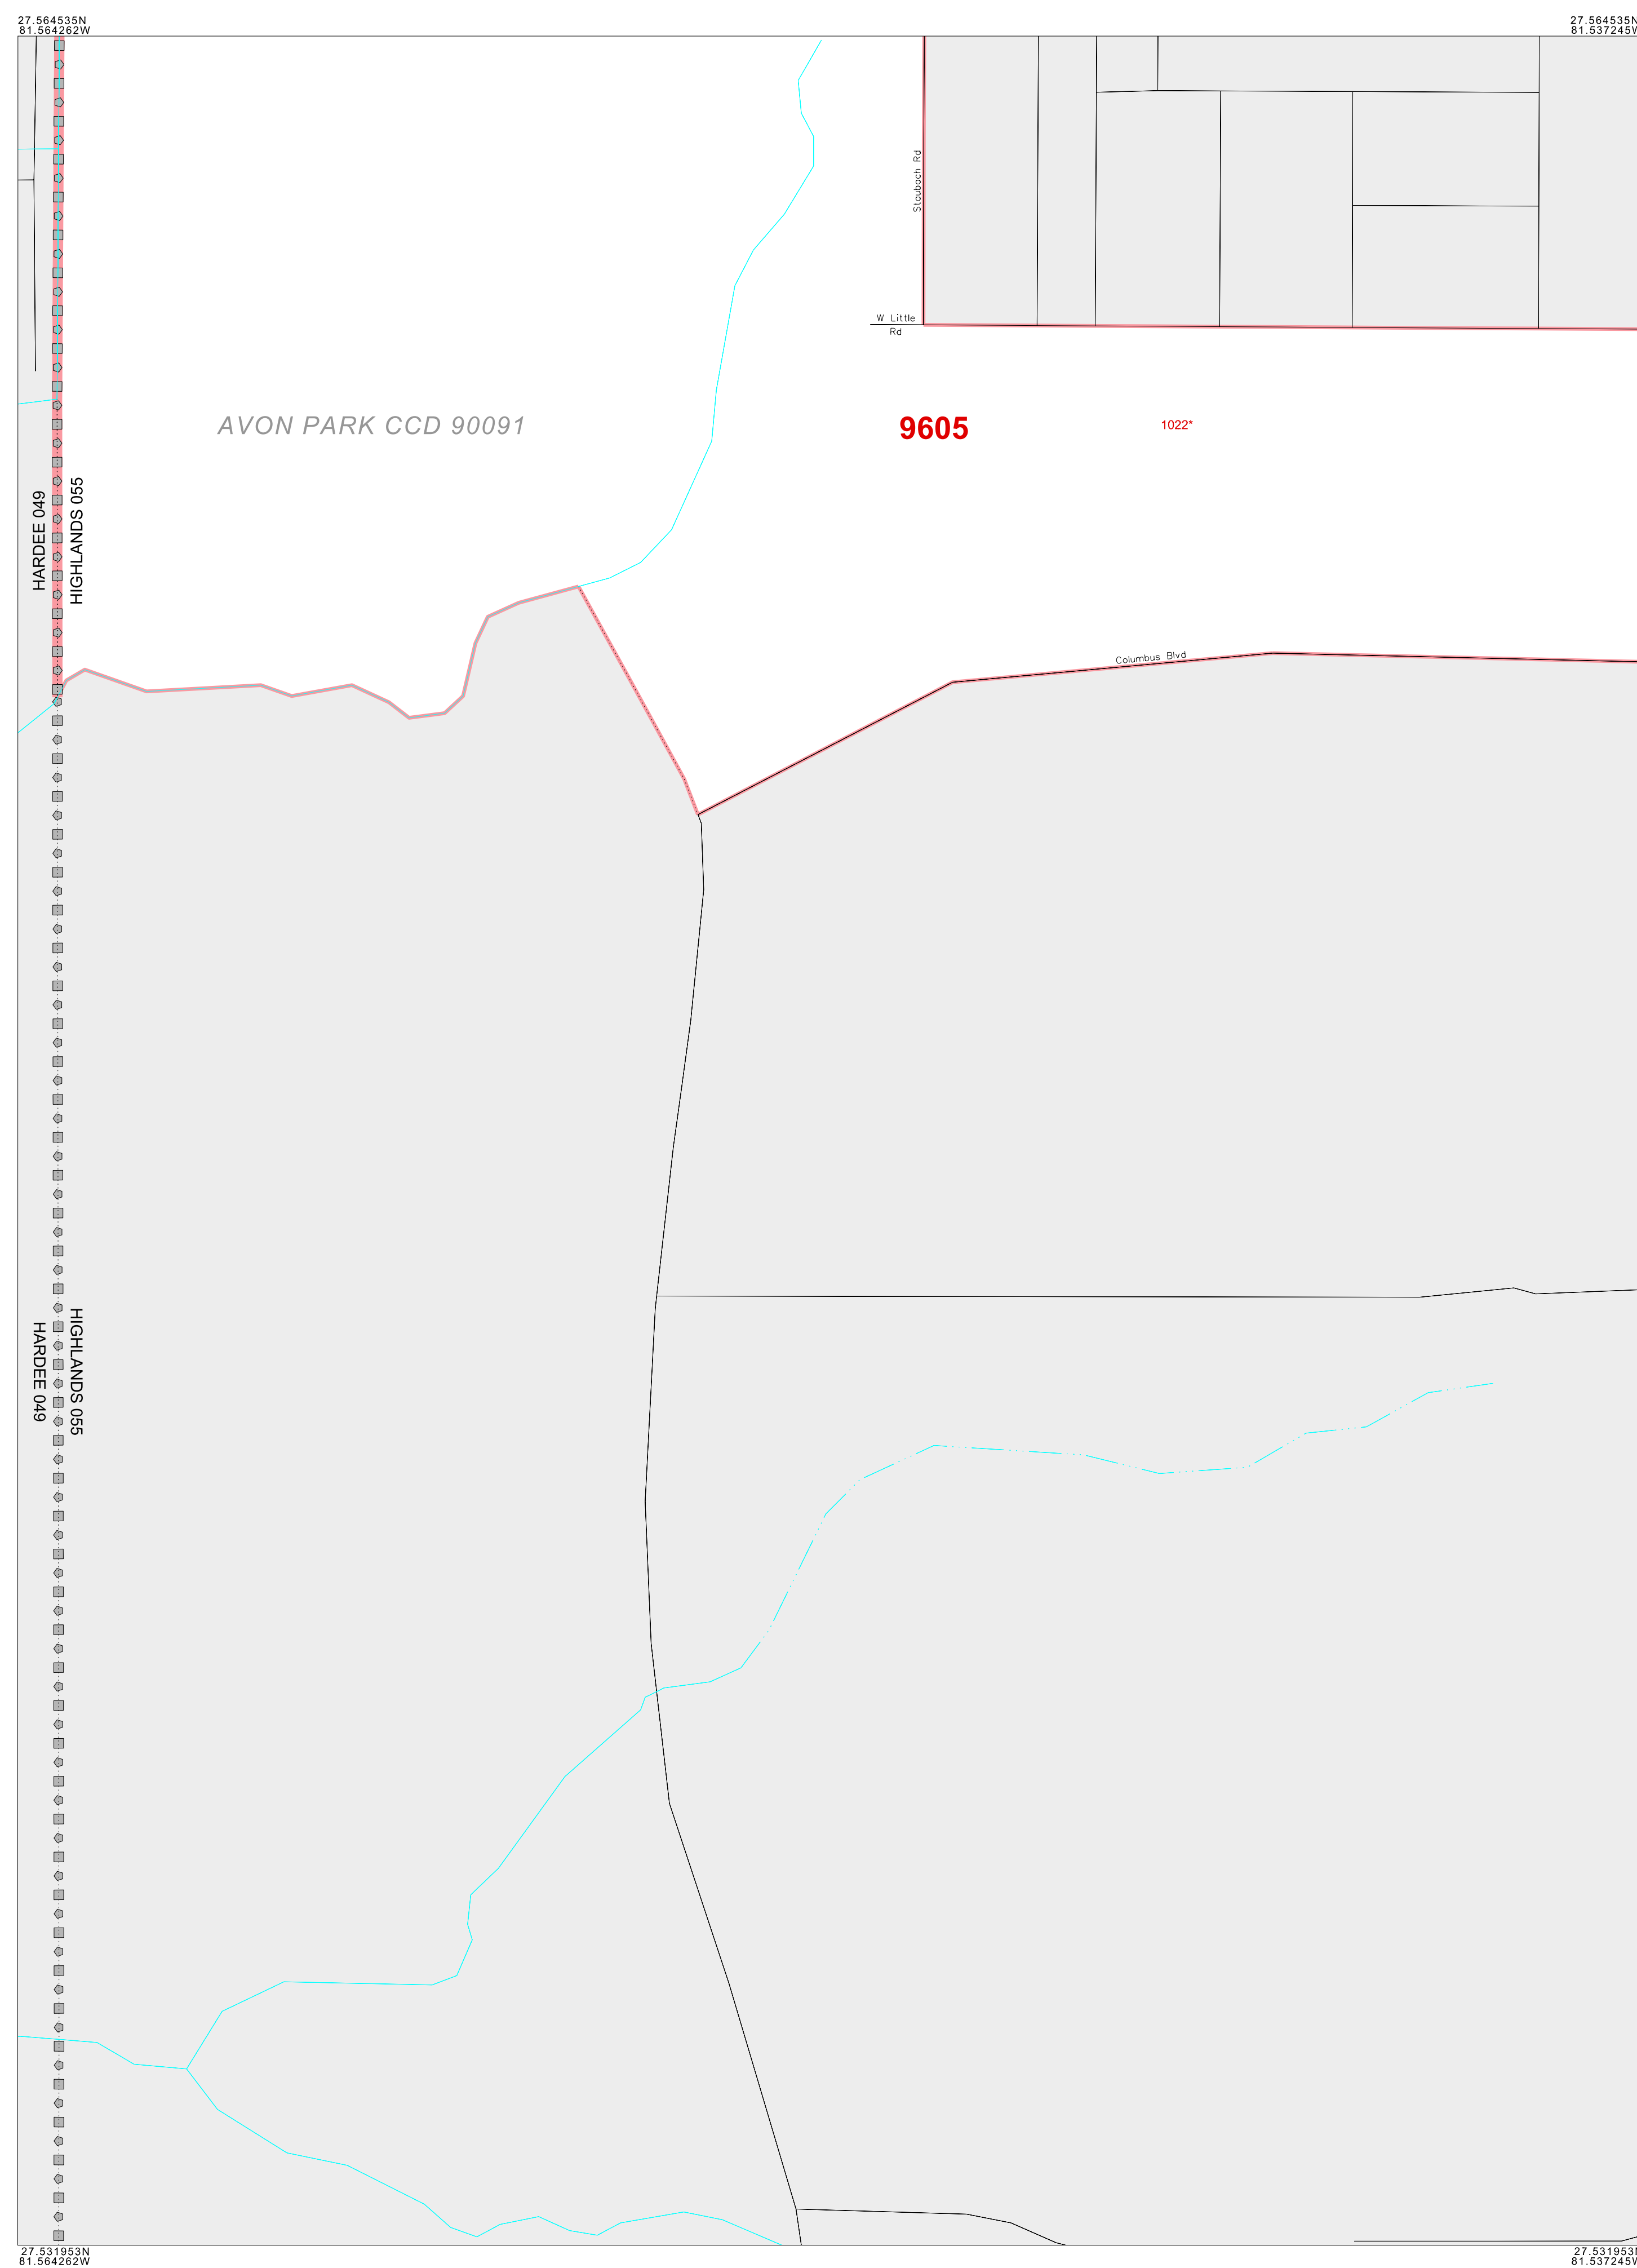 27.564535N
81.564262W
27.564535N
81.537245W
Staubach Rd
W Little
Rd
AVON PARK CCD 90091
9605
1022*
HARDEE 049
HIGHLANDS 055
Columbus Blvd
HIGHLANDS 055
HARDEE 049
27.531953N
81.564262W
27.531953N
81.537245W